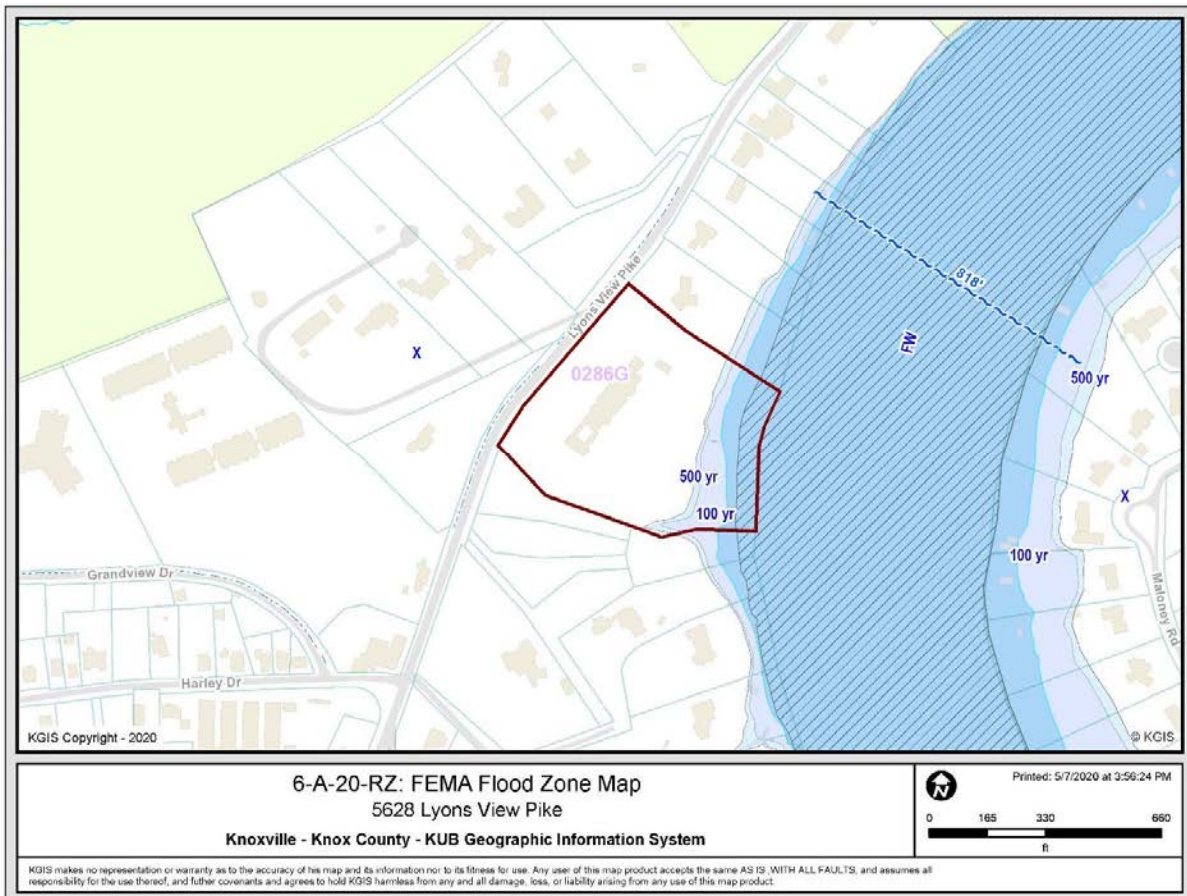 Lyons View Pike
818'
FW
X
0286G
500 yr
500 yr
100 yr
X
100 yr
Grandview Dr
Maloney Rd
Harley Dr
KGIS Copyright - 2020
© KGIS
6-A-20-RZ: FEMA Flood Zone Map
5628 Lyons View Pike
Knoxville - Knox County - KUB Geographic Information System
N
Printed: 5/7/2020 at 3:56:24 PM
0 165 330 660
ft
KGIS makes no representation or warranty as to the accuracy of his map and its information nor to its fitness for use. Any user of this map product accepts the same AS IS ,WITH ALL FAULTS, and assumes all
responsibility for the use thereof, and futher covenants and agrees to hold KGIS harmless from any and all damage, loss, or liability arising from any use of this map product.